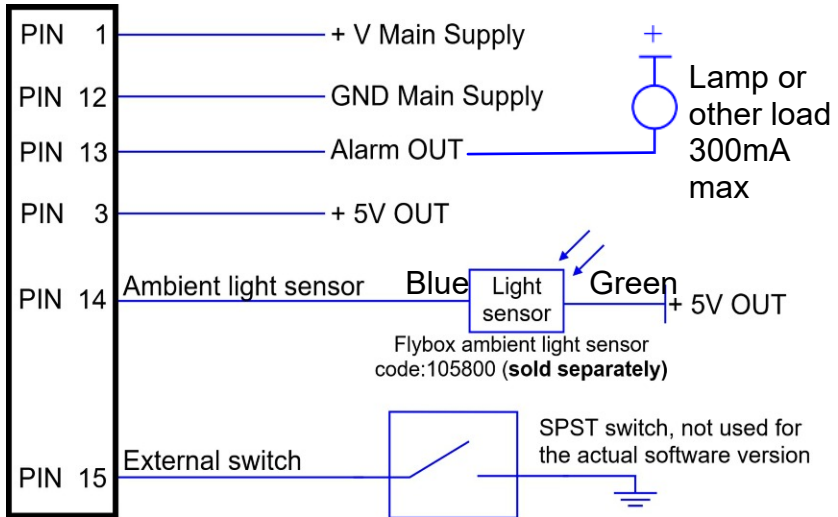 PIN 1
+ V Main Supply
+
PIN 12
GND Main Supply
Lamp or
other load
300mA
max
PIN 13
Alarm OUT
PIN 3
+ 5V OUT
PIN 14
Ambient light sensor
Blue
Light
sensor
Green
+ 5V OUT
Flybox ambient light sensor
code:105800 (sold separately)
PIN 15
External switch
SPST switch, not used for
the actual software version